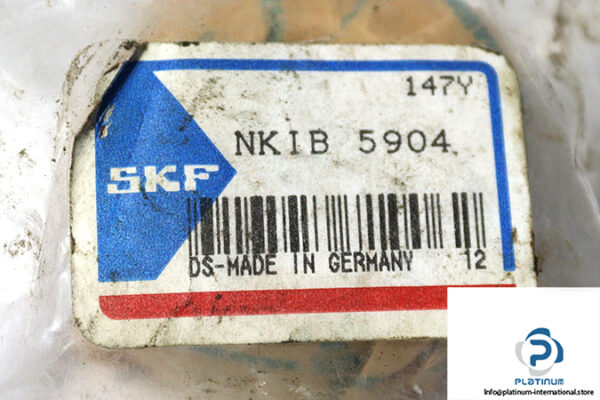 147Y
NKIB 5904
SKF
DS-MADE IN GERMANY 12
PLATINUM
Info@platinum-international.store